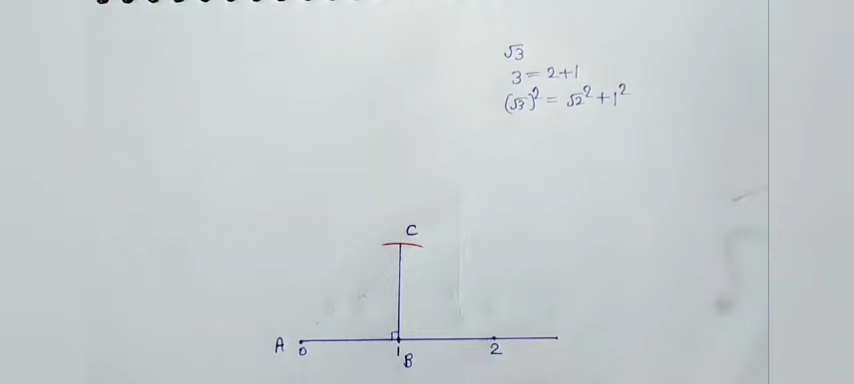 √3
3 = 2+1
(√3)² = √2² + 1²
C
A 0 1 2
B